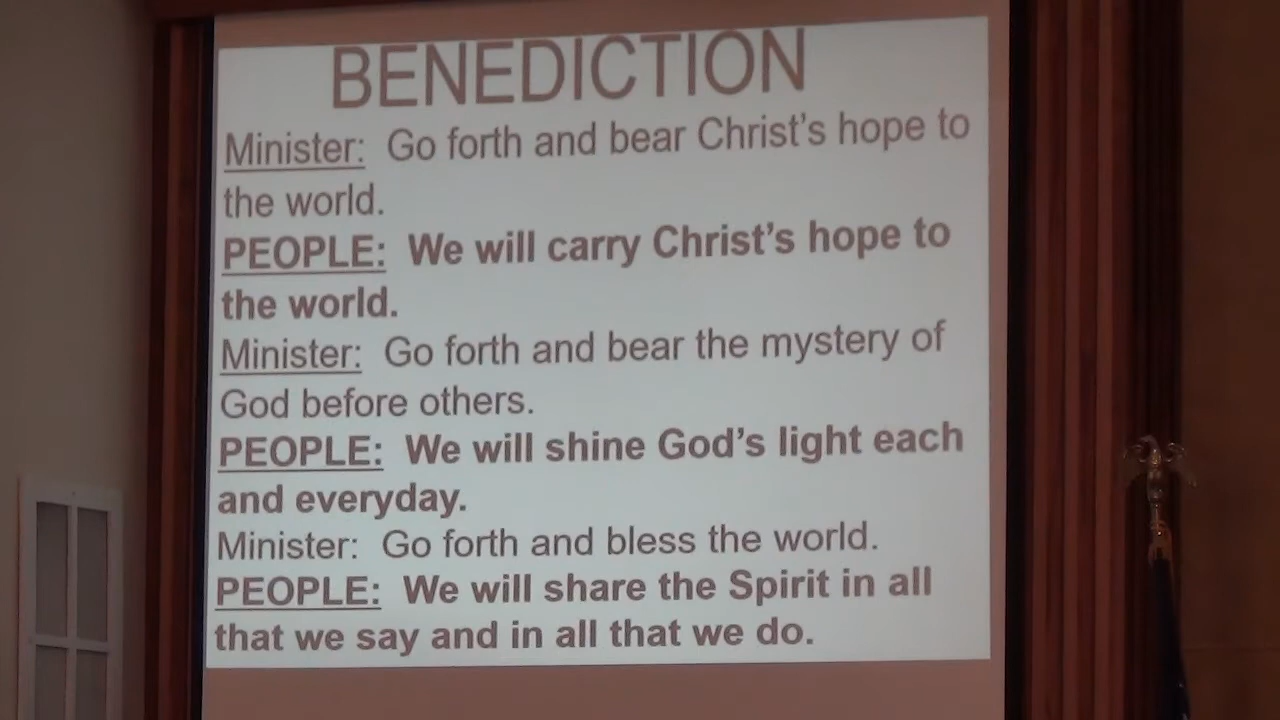 BENEDICTION
Minister: Go forth and bear Christ's hope to
the world.
PEOPLE: We will carry Christ's hope to
the world.
Minister: Go forth and bear the mystery of
God before others.
PEOPLE: We will shine God's light each
and everyday.
Minister: Go forth and bless the world.
PEOPLE: We will share the Spirit in all
that we say and in all that we do.